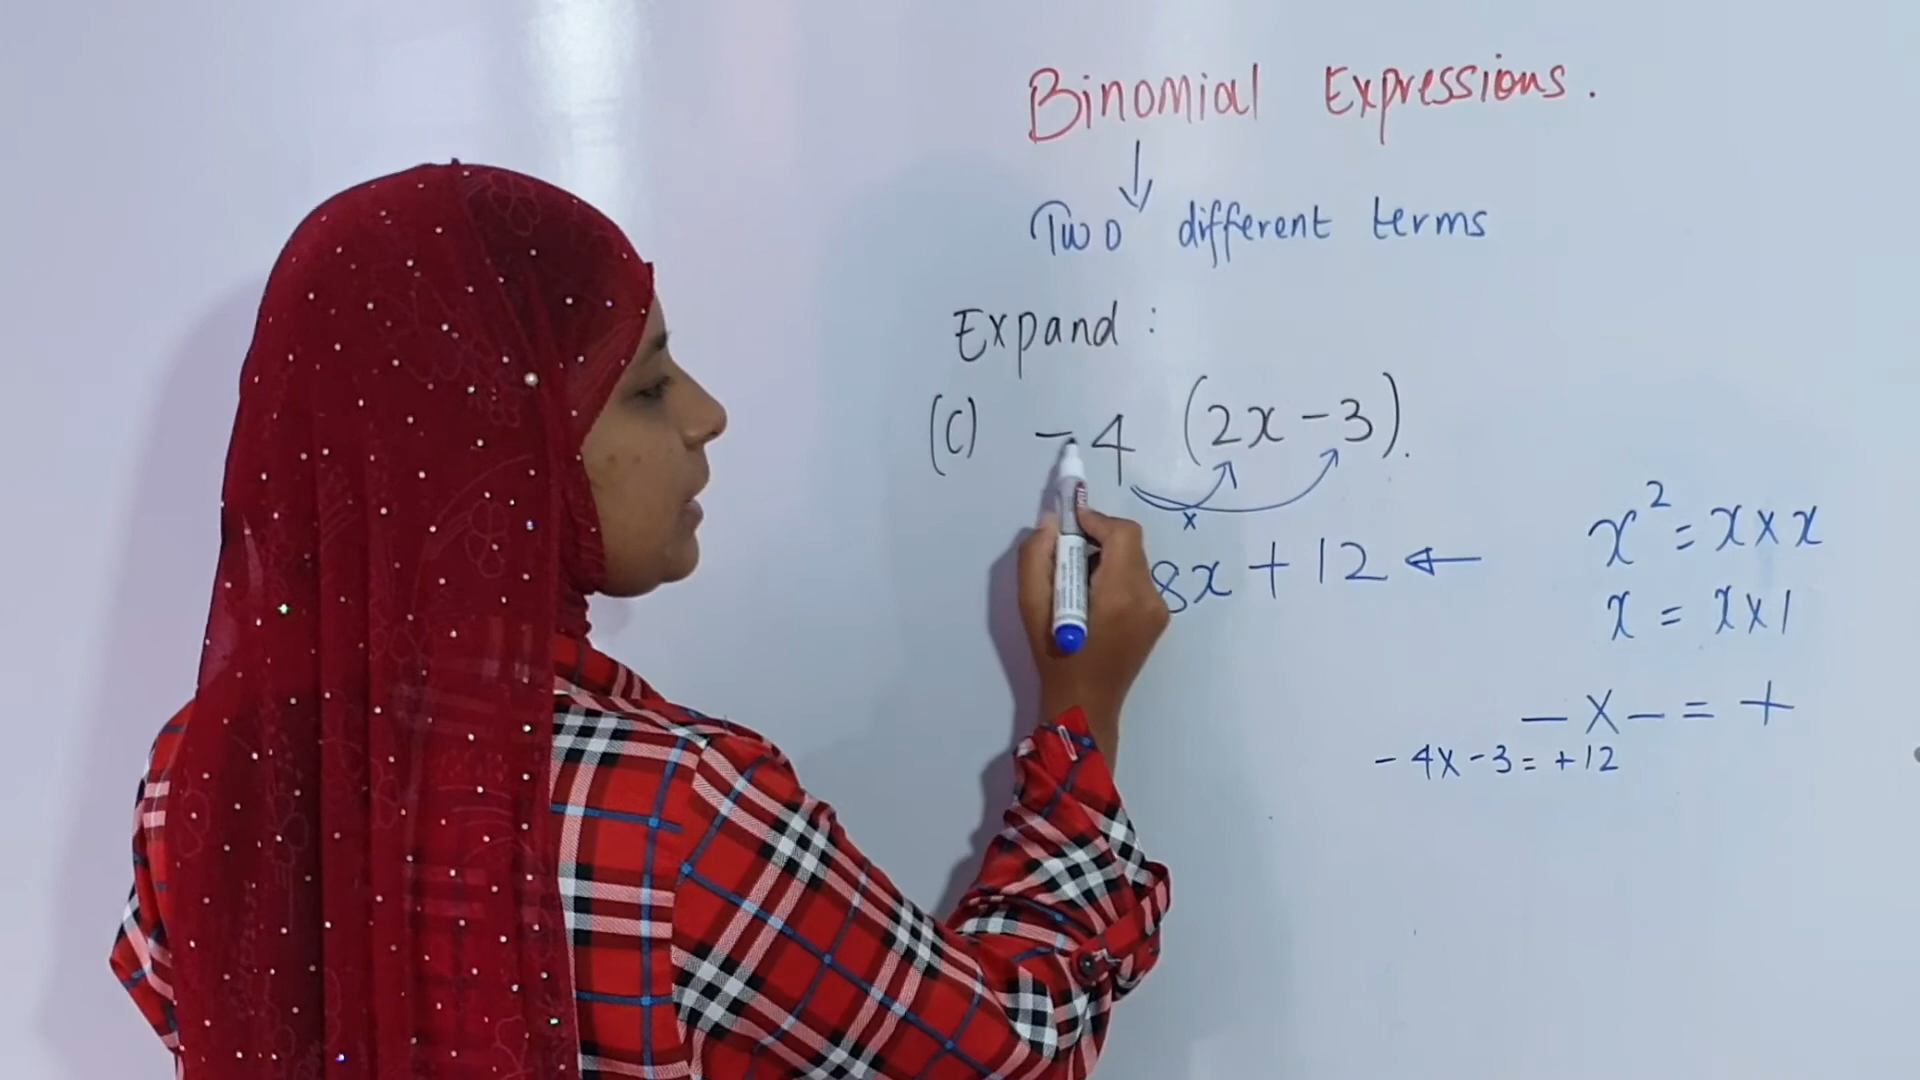 Binomial Expressions.
↓
Two different terms
Expand :
(C) -4 (2x-3).
x
8x + 12 ←
x² = x×x
x = x×1
- × - = +
- 4×-3 = +12